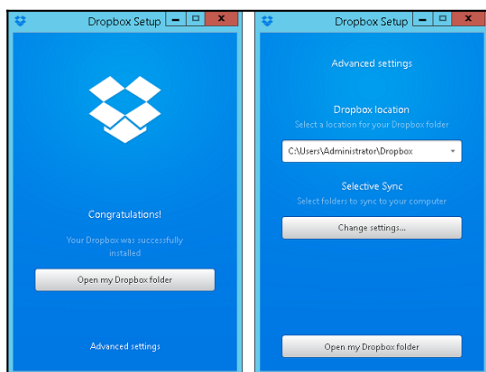 Dropbox Setup
Congratulations!
Your Dropbox was successfully
installed
Open my Dropbox folder
Advanced settings
Dropbox Setup
Advanced settings
Dropbox location
Select a location for your Dropbox folder
C:\Users\Administrator\Dropbox
Selective Sync
Select folders to sync to your computer
Change settings...
Open my Dropbox folder